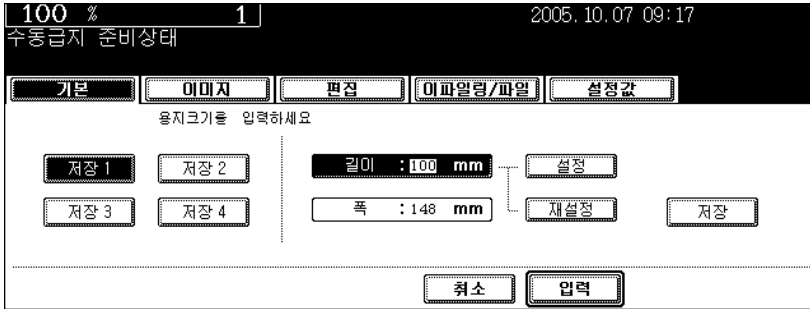 100 % 1 2005.10.07 09:17
수동급지 준비상태
기본 이미지 편집 이파일링/파일 설정값
용지크기를 입력하세요
저장 1 저장 2 길이 :100 mm 설정
저장 3 저장 4 폭 :148 mm 재설정 저장
취소 입력